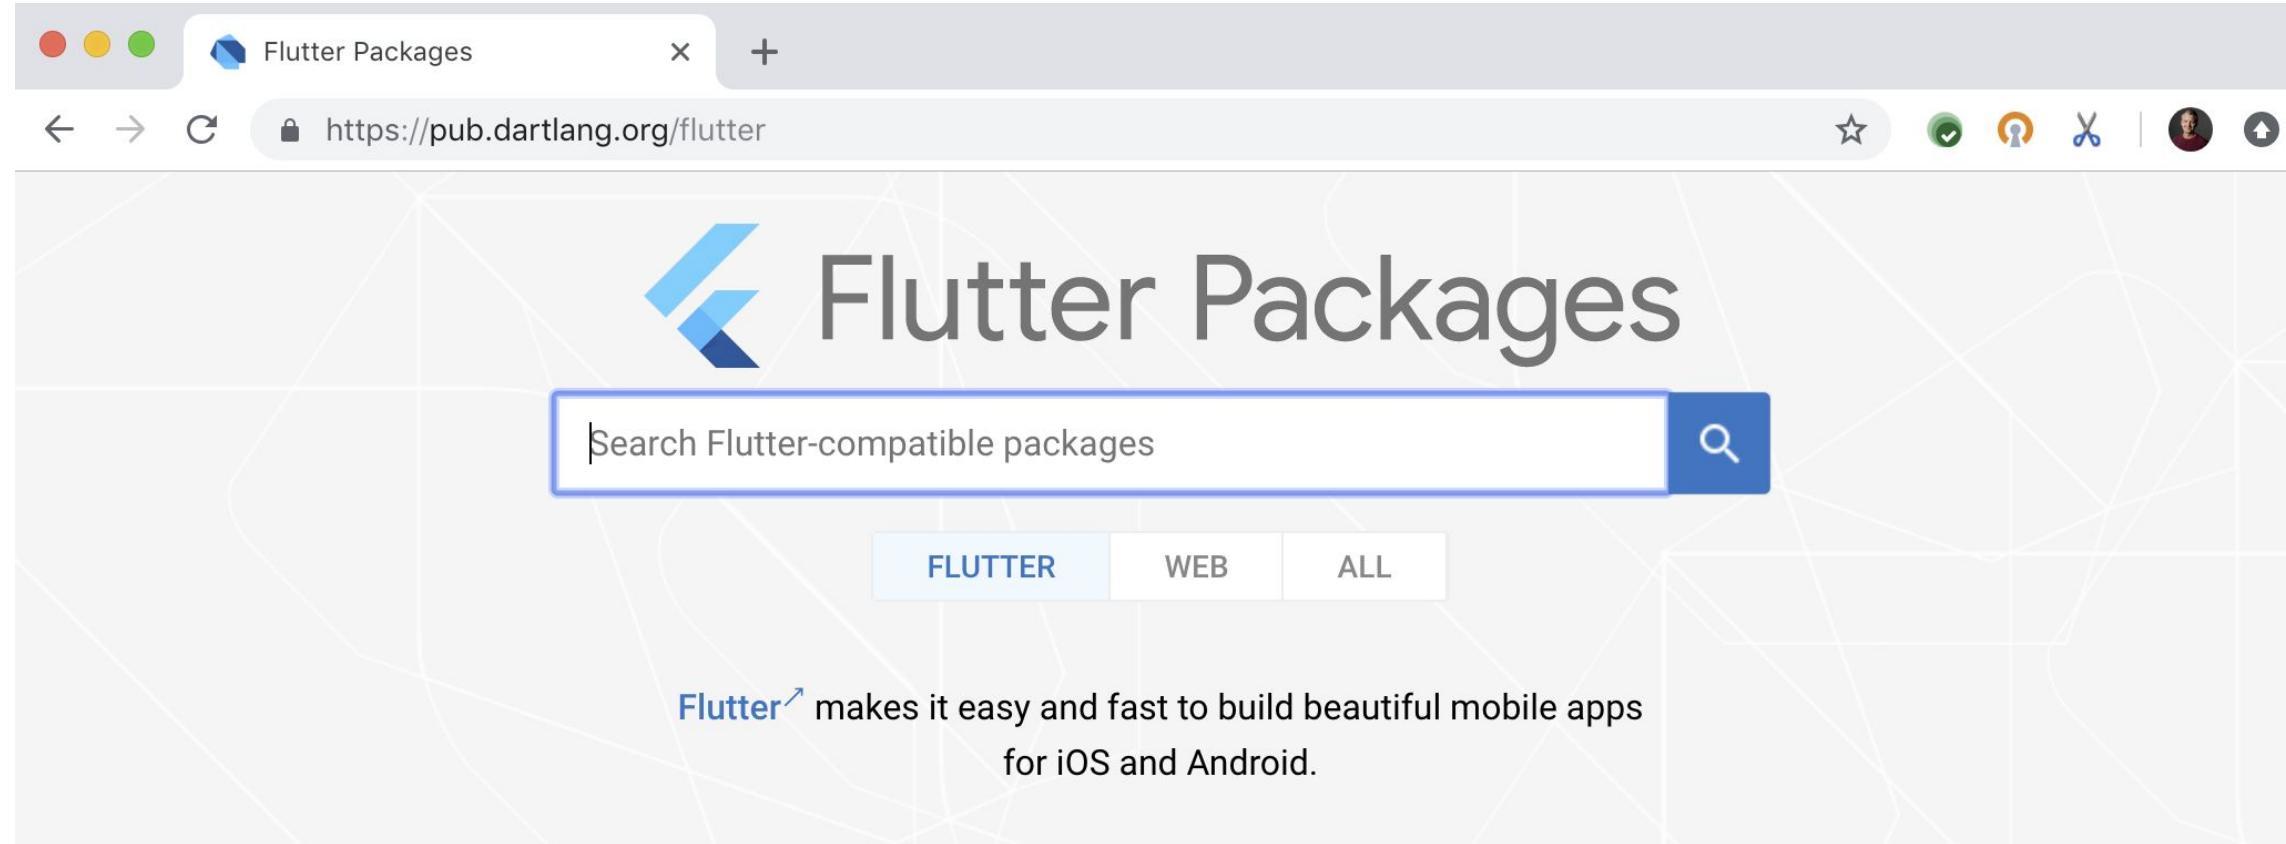 Flutter Packages
https://pub.dartlang.org/flutter
Flutter Packages
Search Flutter-compatible packages
FLUTTER WEB ALL
Flutter↗ makes it easy and fast to build beautiful mobile apps
for iOS and Android.